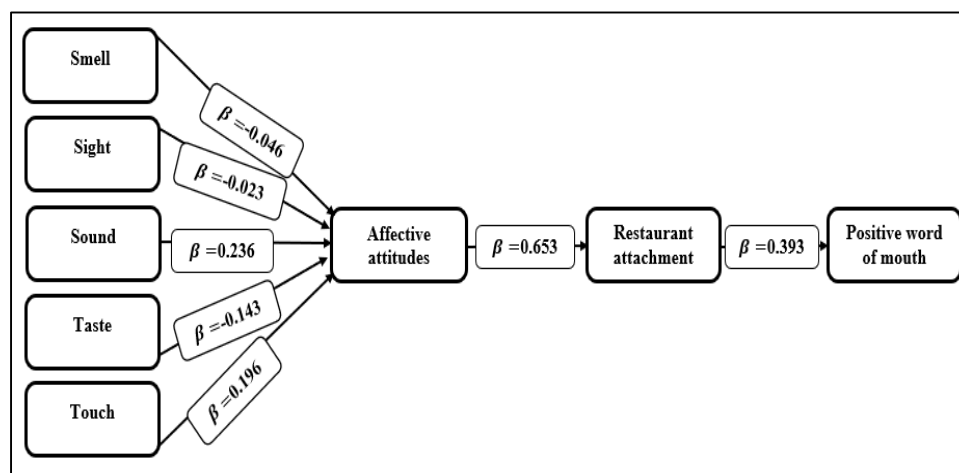 Smell
β =-0.046
Sight
β =-0.023
Sound
β =0.236
Taste
β =-0.143
Touch
β =0.196
Affective
attitudes
β =0.653
Restaurant
attachment
β =0.393
Positive word
of mouth